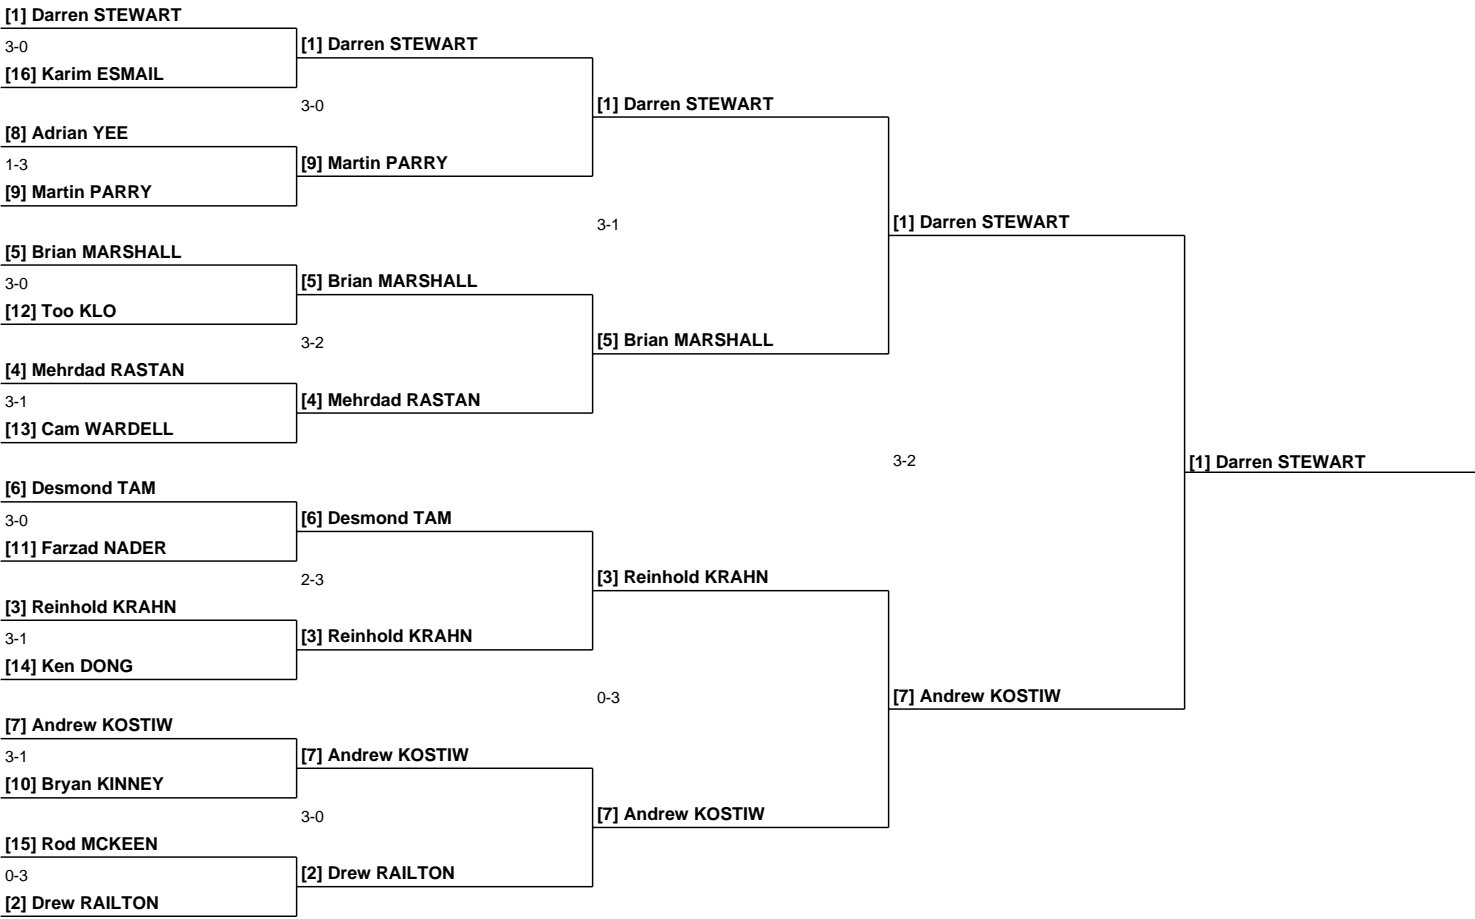 [1] Darren STEWART
3-0
[1] Darren STEWART
[16] Karim ESMAIL
3-0
[1] Darren STEWART
[8] Adrian YEE
1-3
[9] Martin PARRY
[9] Martin PARRY
3-1
[1] Darren STEWART
[5] Brian MARSHALL
3-0
[5] Brian MARSHALL
[12] Too KLO
3-2
[5] Brian MARSHALL
[4] Mehrdad RASTAN
3-1
[4] Mehrdad RASTAN
[13] Cam WARDELL
3-2
[1] Darren STEWART
[6] Desmond TAM
3-0
[6] Desmond TAM
[11] Farzad NADER
2-3
[3] Reinhold KRAHN
[3] Reinhold KRAHN
3-1
[3] Reinhold KRAHN
[14] Ken DONG
0-3
[7] Andrew KOSTIW
[7] Andrew KOSTIW
3-1
[7] Andrew KOSTIW
[10] Bryan KINNEY
3-0
[7] Andrew KOSTIW
[15] Rod MCKEEN
0-3
[2] Drew RAILTON
[2] Drew RAILTON